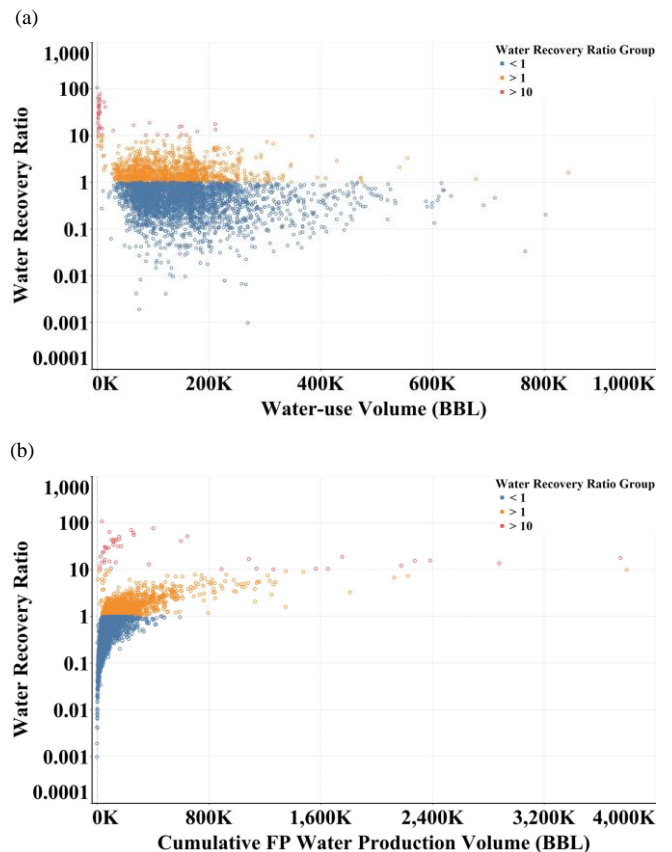 (a)
1,000
100
10
1
0.1
0.01
0.001
0.0001
Water Recovery Ratio
Water Recovery Ratio Group
< 1
> 1
> 10
0K 200K 400K 600K 800K 1,000K
Water-use Volume (BBL)
(b)
1,000
100
10
1
0.1
0.01
0.001
0.0001
Water Recovery Ratio
Water Recovery Ratio Group
< 1
> 1
> 10
0K 800K 1,600K 2,400K 3,200K 4,000K
Cumulative FP Water Production Volume (BBL)